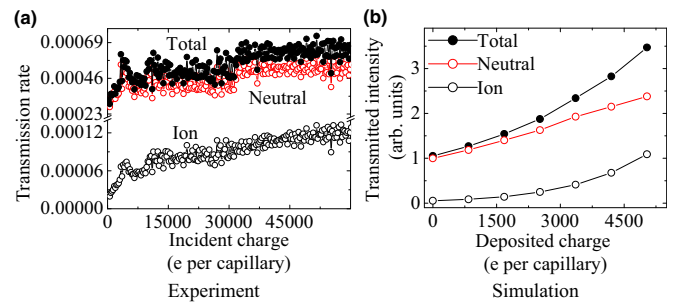 (a)
0.00069
0.00046
0.00023
0.00012
0.00006
0.00000
Transmission rate
Total
Neutral
Ion
0 15000 30000 45000
Incident charge
(e per capillary)
Experiment
(b)
Total
Neutral
Ion
3
2
1
0
Transmitted intensity
(arb. units)
0 1500 3000 4500
Deposited charge
(e per capillary)
Simulation